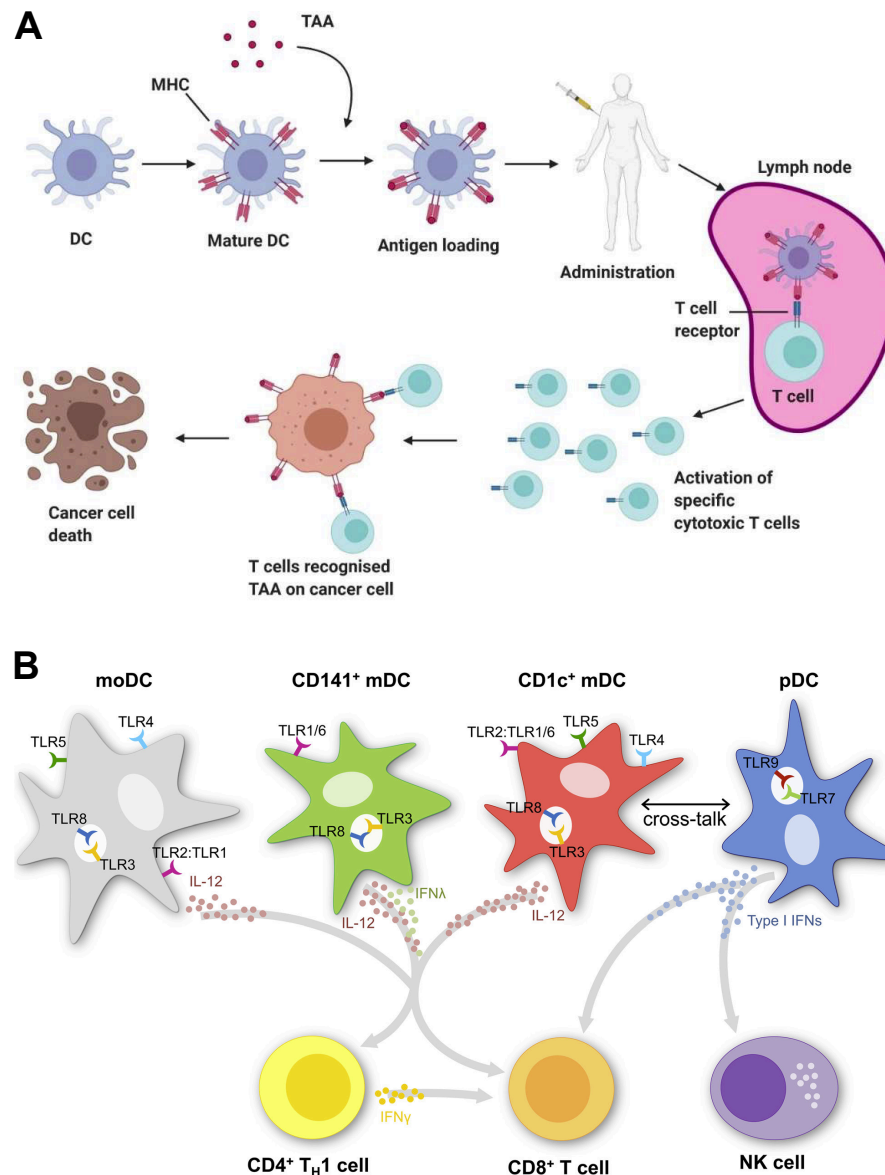 A
TAA
MHC
DC
Mature DC
Antigen loading
Administration
Lymph node
T cell
receptor
T cell
Cancer cell
death
T cells recognised
TAA on cancer cell
Activation of
specific
cytotoxic T cells
B
moDC
CD141⁺ mDC
CD1c⁺ mDC
pDC
TLR5
TLR4
TLR8
TLR3
TLR2:TLR1
IL-12
TLR1/6
TLR8
TLR3
IL-12
IFNλ
TLR2:TLR1/6
TLR5
TLR4
TLR8
TLR3
IL-12
cross-talk
TLR9
TLR7
Type I IFNs
IFNγ
CD4⁺ T_H1 cell
CD8⁺ T cell
NK cell